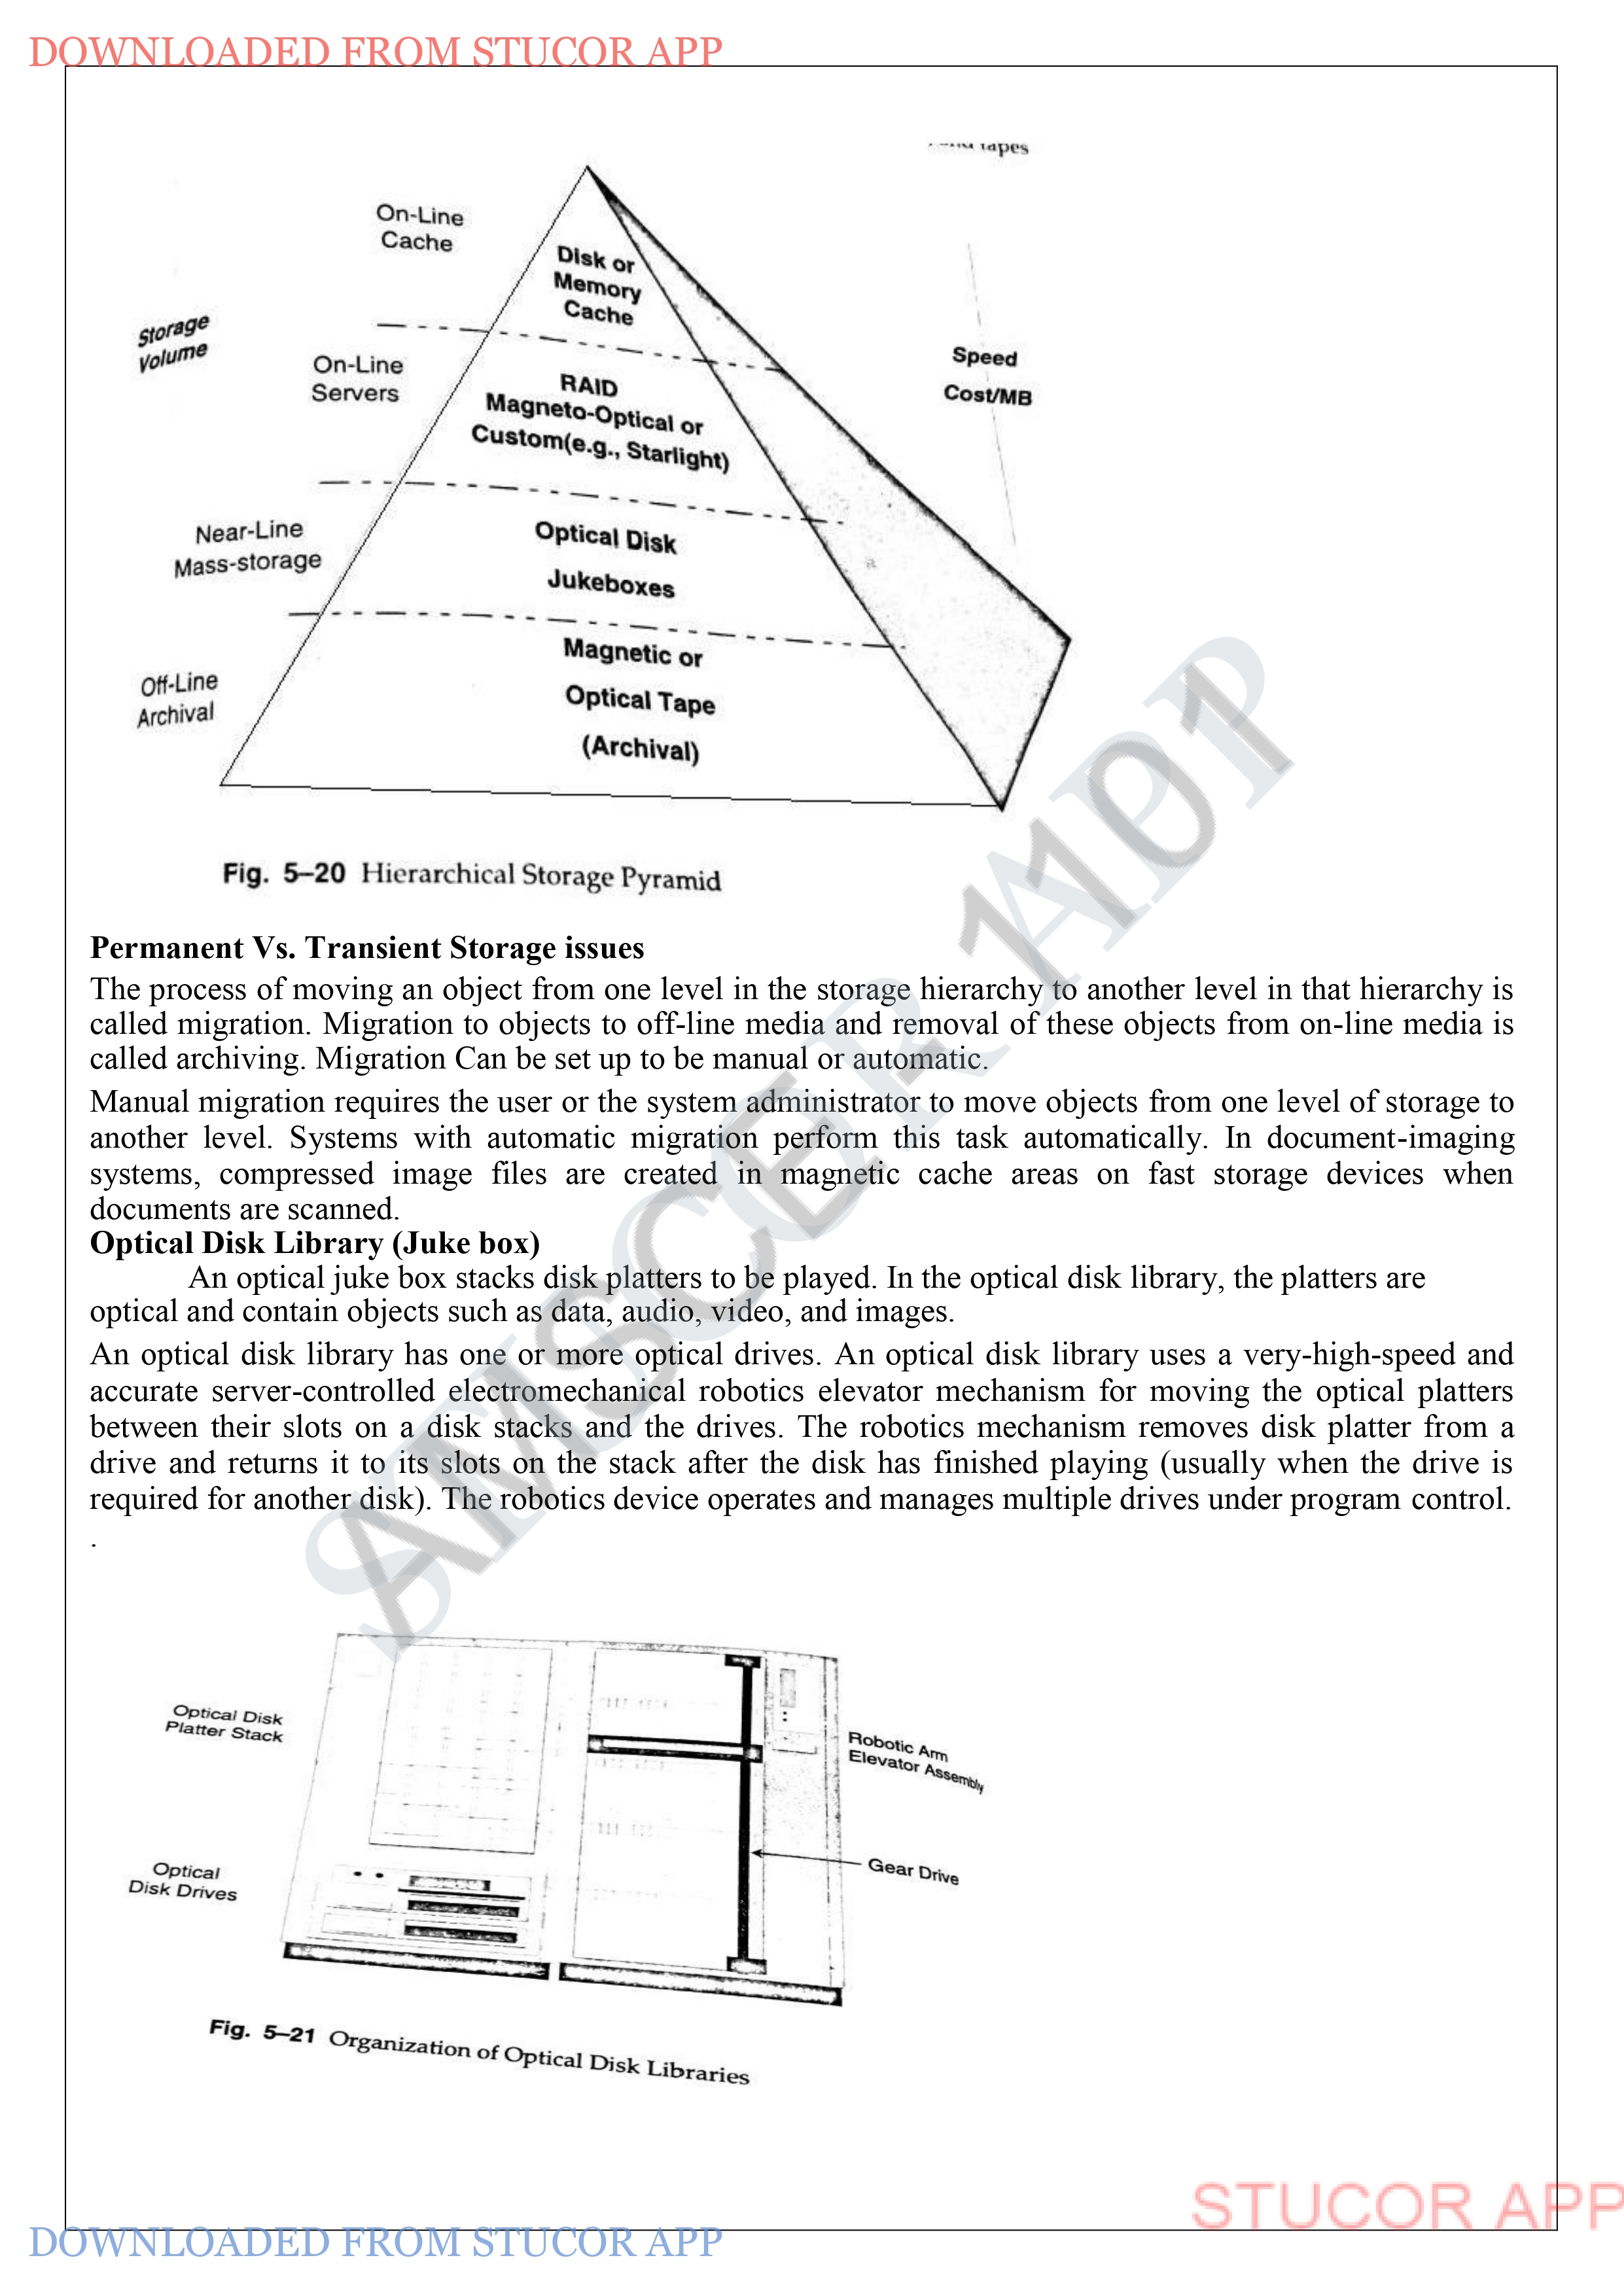 DOWNLOADED FROM STUCOR APP
tapes
On-Line
Cache
Disk or
Memory
Cache
Storage
Volume
On-Line
Servers
RAID
Magneto-Optical or
Custom(e.g., Starlight)
Speed
Cost/MB
Near-Line
Mass-storage
Optical Disk
Jukeboxes
Off-Line
Archival
Magnetic or
Optical Tape
(Archival)
Fig. 5–20 Hierarchical Storage Pyramid
Permanent Vs. Transient Storage issues
The process of moving an object from one level in the storage hierarchy to another level in that hierarchy is
called migration. Migration to objects to off-line media and removal of these objects from on-line media is
called archiving. Migration Can be set up to be manual or automatic.
Manual migration requires the user or the system administrator to move objects from one level of storage to
another level. Systems with automatic migration perform this task automatically. In document-imaging
systems, compressed image files are created in magnetic cache areas on fast storage devices when
documents are scanned.
Optical Disk Library (Juke box)
An optical juke box stacks disk platters to be played. In the optical disk library, the platters are
optical and contain objects such as data, audio, video, and images.
An optical disk library has one or more optical drives. An optical disk library uses a very-high-speed and
accurate server-controlled electromechanical robotics elevator mechanism for moving the optical platters
between their slots on a disk stacks and the drives. The robotics mechanism removes disk platter from a
drive and returns it to its slots on the stack after the disk has finished playing (usually when the drive is
required for another disk). The robotics device operates and manages multiple drives under program control.
.
AMSCE-1101
STUCOR APP
Optical Disk
Platter Stack
Robotic Arm
Elevator Assembly
Optical
Disk Drives
Gear Drive
Fig. 5–21 Organization of Optical Disk Libraries
STUCOR APP
DOWNLOADED FROM STUCOR APP